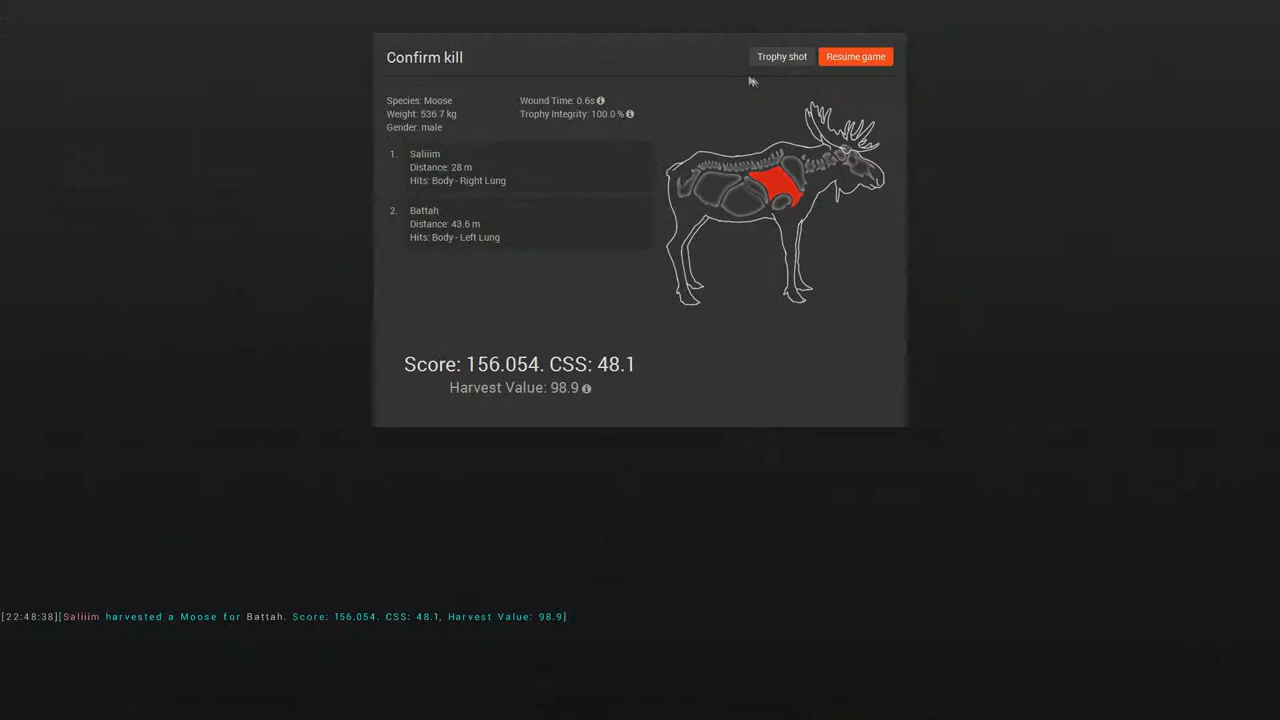 Confirm kill
Trophy shot
Resume game
Species: Moose
Weight: 536.7 kg
Gender: male
Wound Time: 0.6s
Trophy Integrity: 100.0 %
1. Saliiim
Distance: 28 m
Hits: Body - Right Lung
2. Battah
Distance: 43.6 m
Hits: Body - Left Lung
Score: 156.054. CSS: 48.1
Harvest Value: 98.9
[22:48:38][Saliiim harvested a Moose for Battah. Score: 156.054. CSS: 48.1, Harvest Value: 98.9]